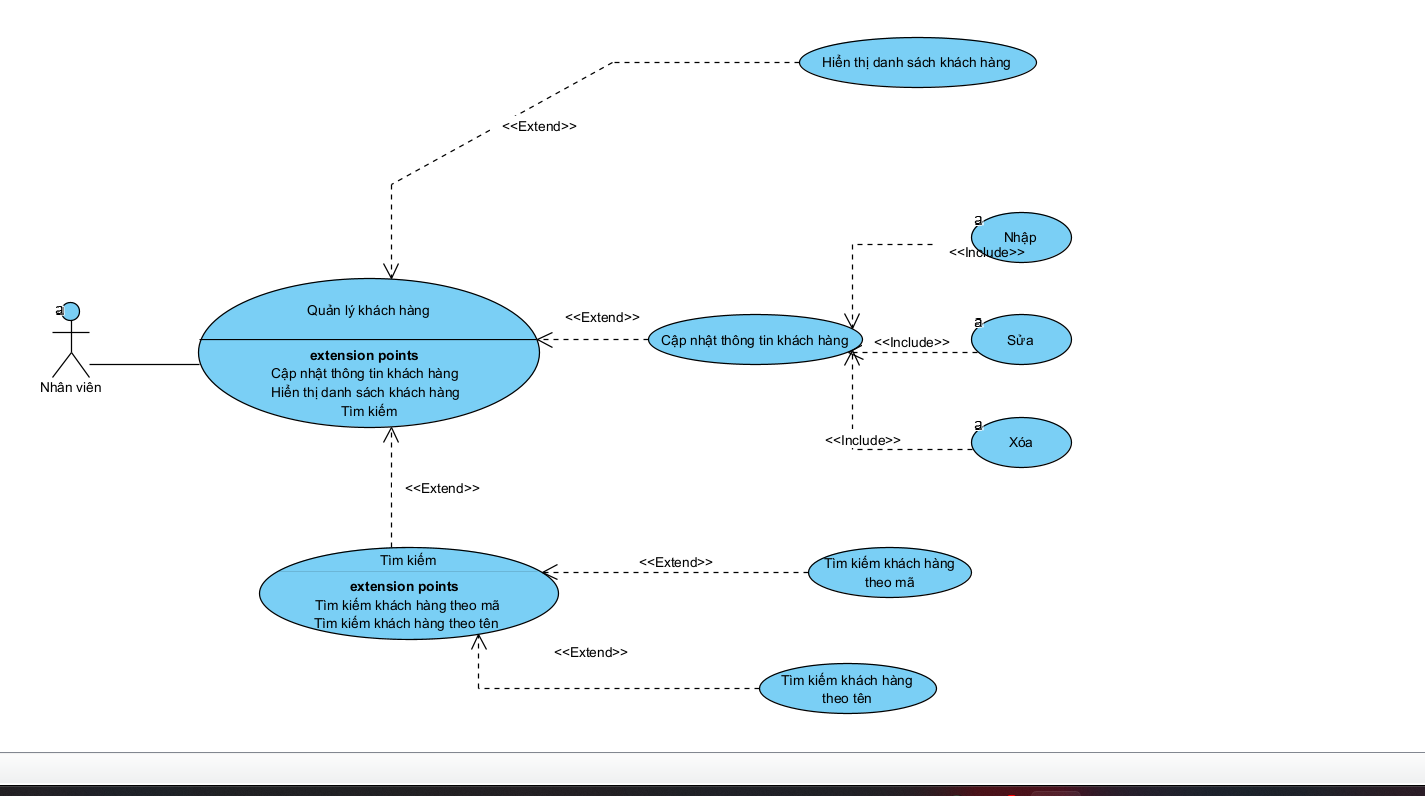 Hiển thị danh sách khách hàng
<<Extend>>
a
Nhập
<<Include>>
a
Nhân viên
Quản lý khách hàng
extension points
Cập nhật thông tin khách hàng
Hiển thị danh sách khách hàng
Tìm kiếm
<<Extend>>
Cập nhật thông tin khách hàng
<<Include>>
a
Sửa
<<Include>>
a
Xóa
<<Extend>>
Tìm kiếm
extension points
Tìm kiếm khách hàng theo mã
Tìm kiếm khách hàng theo tên
<<Extend>>
Tìm kiếm khách hàng
theo mã
<<Extend>>
Tìm kiếm khách hàng
theo tên